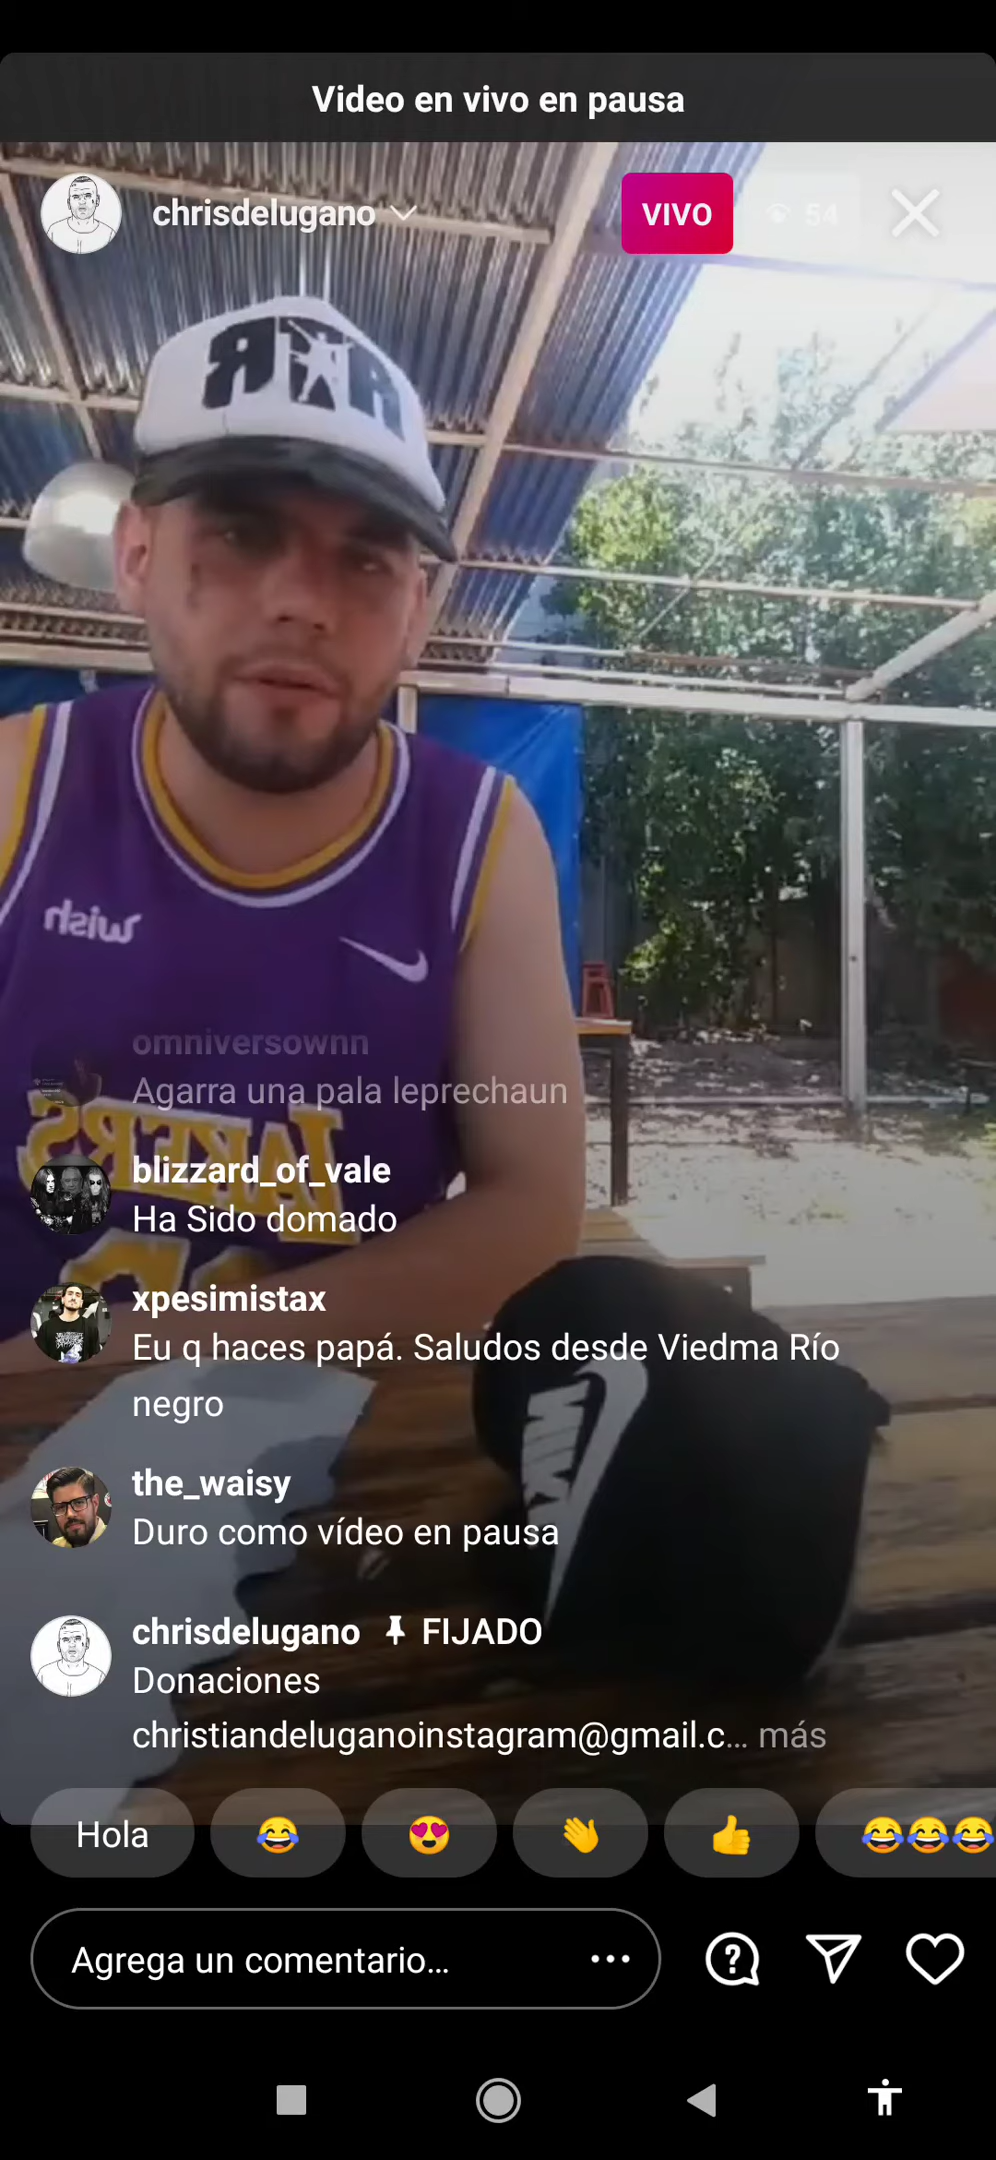 Video en vivo en pausa
chrisdelugano
VIVO
54
wish
omniversownn
Agarra una pala leprechaun
LAKERS
blizzard_of_vale
Ha Sido domado
xpesimistax
Eu q haces papá. Saludos desde Viedma Río
negro
the_waisy
Duro como vídeo en pausa
chrisdelugano FIJADO
Donaciones
christiandeluganoinstagram@gmail.c... más
Hola
Agrega un comentario...